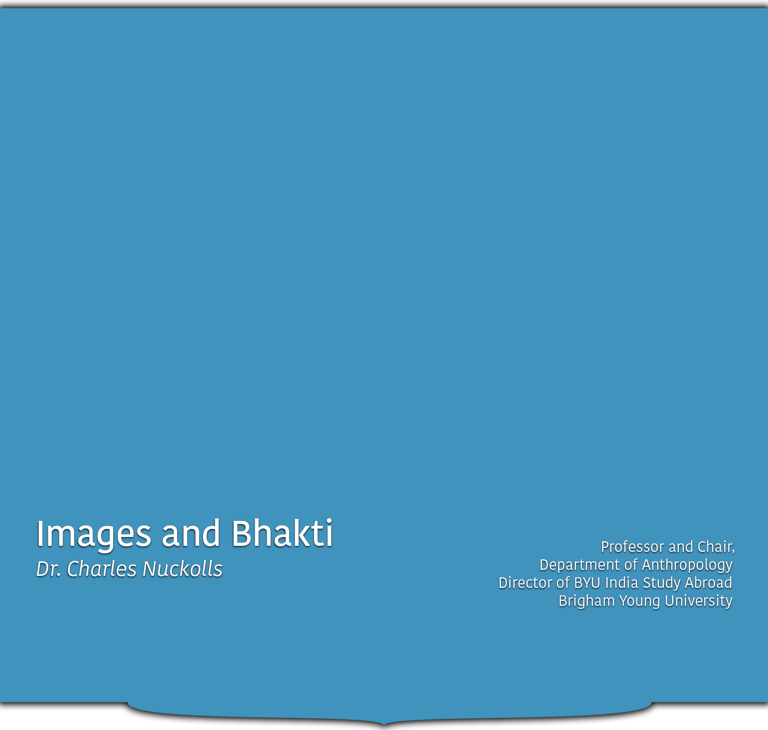 Images and Bhakti
Dr. Charles Nuckolls
Professor and Chair,
Department of Anthropology
Director of BYU India Study Abroad
Brigham Young University